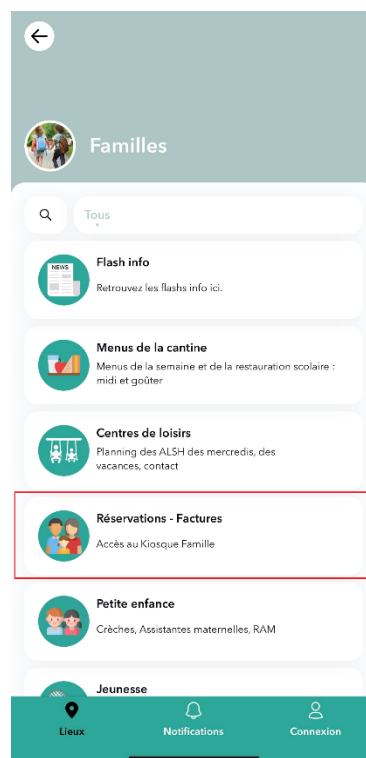 Familles
Tous
NEWS
Flash info
Retrouvez les flashs info ici.
Menus de la cantine
Menus de la semaine et de la restauration scolaire :
midi et goûter
Centres de loisirs
Planning des ALSH des mercredis, des
vacances, contact
Réservations - Factures
Accès au Kiosque Famille
Petite enfance
Crèches, Assistantes maternelles, RAM
Jeunesse
Lieux
Notifications
Connexion